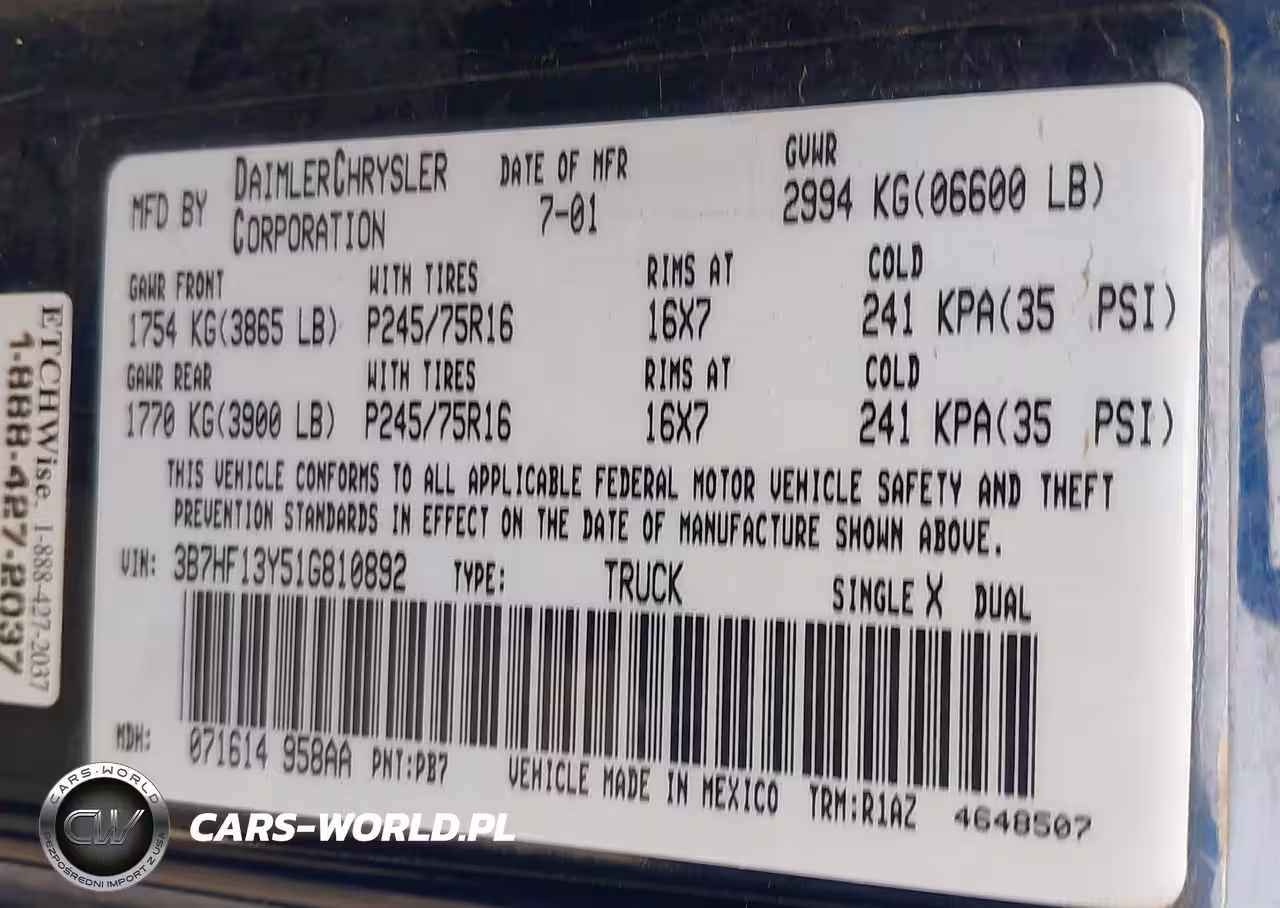 MFD BY DAIMLERCHRYSLER CORPORATION
DATE OF MFR
7-01
GVWR
2994 KG(06600 LB)
GAWR FRONT WITH TIRES RIMS AT COLD
1754 KG(3865 LB) P245/75R16 16X7 241 KPA(35 PSI)
GAWR REAR WITH TIRES RIMS AT COLD
1770 KG(3900 LB) P245/75R16 16X7 241 KPA(35 PSI)
THIS VEHICLE CONFORMS TO ALL APPLICABLE FEDERAL MOTOR VEHICLE SAFETY AND THEFT
PREVENTION STANDARDS IN EFFECT ON THE DATE OF MANUFACTURE SHOWN ABOVE.
VIN: 3B7HF13Y51G810892 TYPE: TRUCK SINGLE X DUAL
MDH: 071614 958AA PNT:PB7 VEHICLE MADE IN MEXICO TRM:R1AZ 4648507
ETCHWise 1-888-427-2037
1-888-427-2037
CARS-WORLD
CW
BEZPOŚREDNI IMPORT Z USA
CARS-WORLD.PL